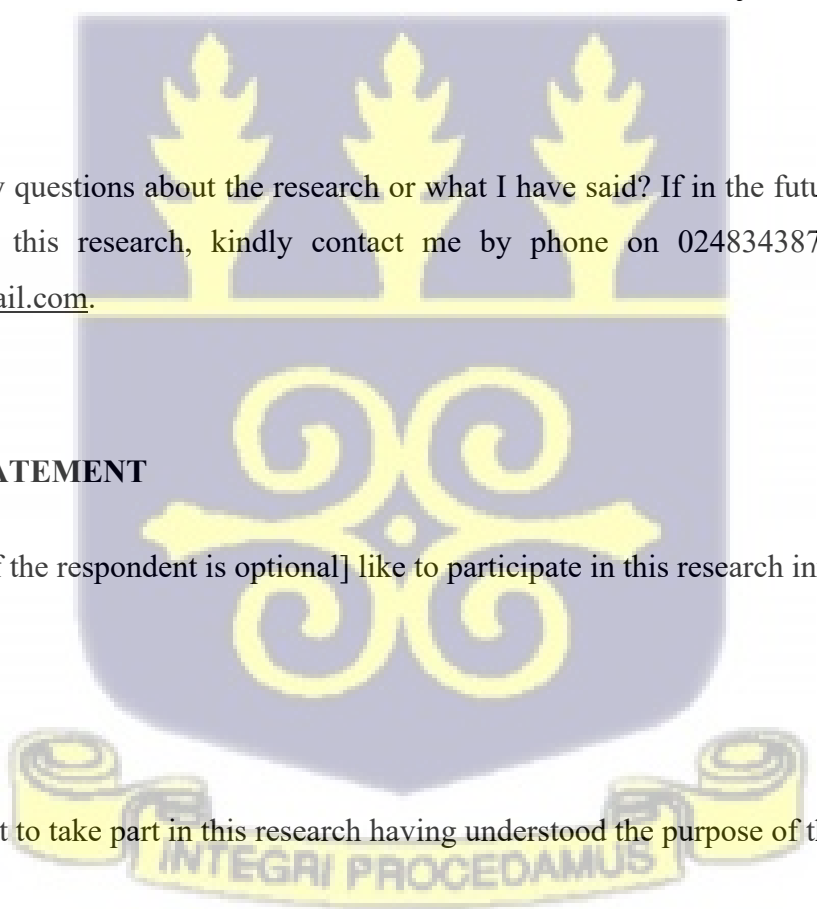 questions about the research or what I have said? If in the
this research, kindly contact me by phone on 024834387
ail.com.
ATEMENT
the respondent is optional] like to participate in this research in
to take part in this research having understood the purpose of
INTEGRI PROCEDAMUS